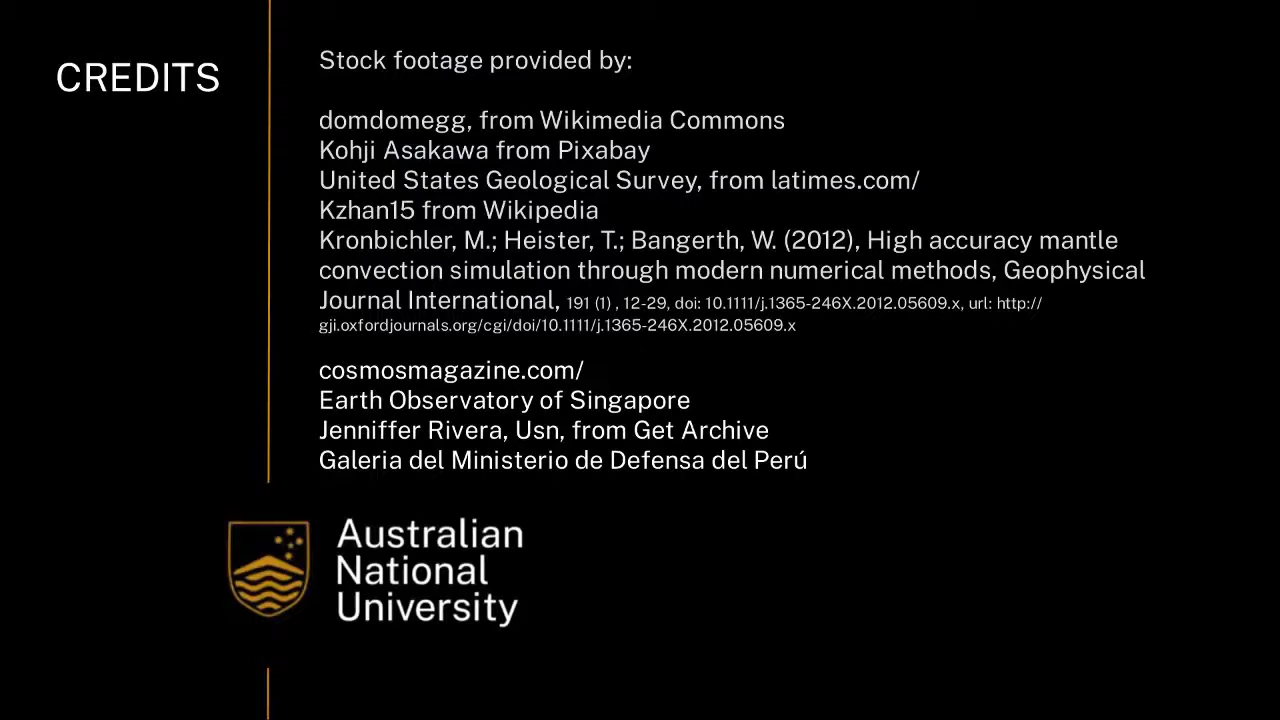 CREDITS
Stock footage provided by:
domdomegg, from Wikimedia Commons
Kohji Asakawa from Pixabay
United States Geological Survey, from latimes.com/
Kzhan15 from Wikipedia
Kronbichler, M.; Heister, T.; Bangerth, W. (2012), High accuracy mantle
convection simulation through modern numerical methods, Geophysical
Journal International, 191 (1) , 12-29, doi: 10.1111/j.1365-246X.2012.05609.x, url: http://
gji.oxfordjournals.org/cgi/doi/10.1111/j.1365-246X.2012.05609.x
cosmosmagazine.com/
Earth Observatory of Singapore
Jenniffer Rivera, Usn, from Get Archive
Galeria del Ministerio de Defensa del Perú
Australian
National
University